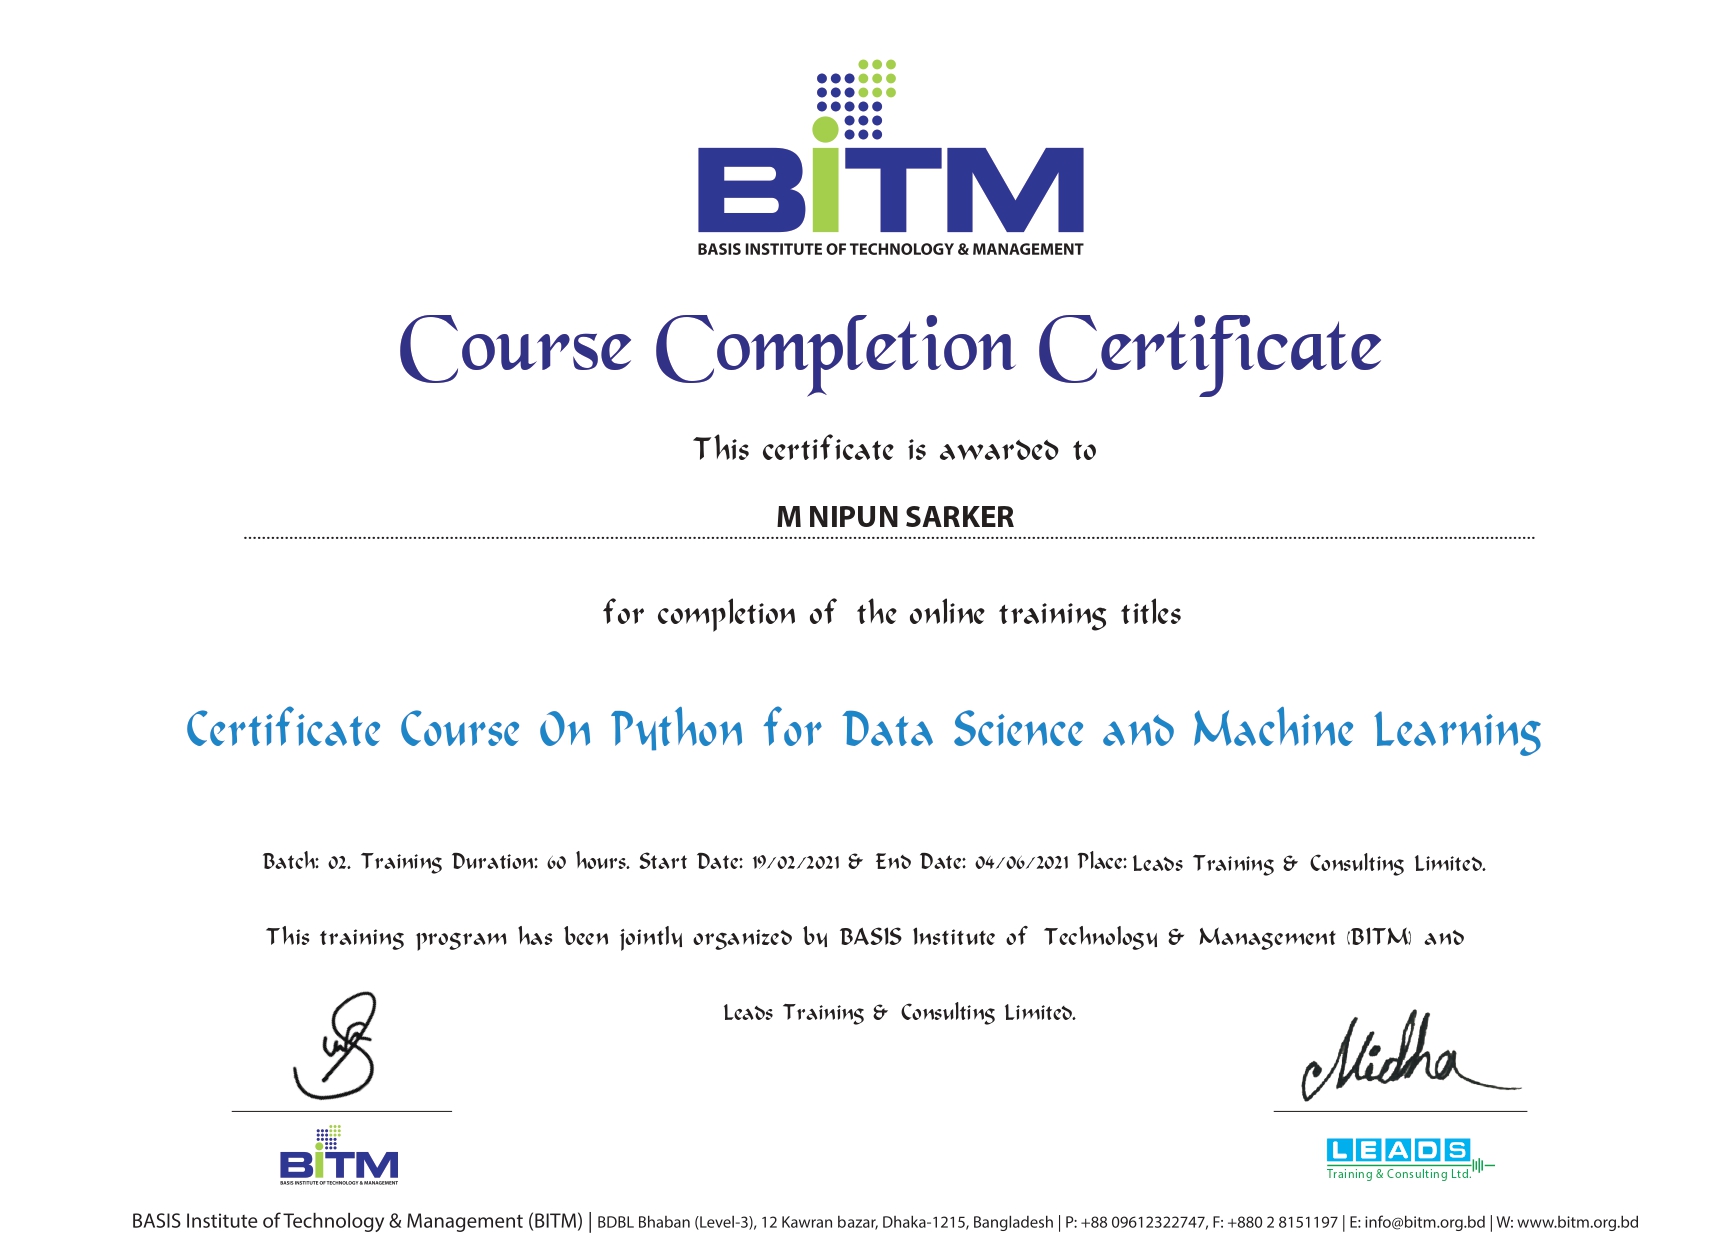 BiTM
BASIS INSTITUTE OF TECHNOLOGY & MANAGEMENT
Course Completion Certificate
This certificate is awarded to
M NIPUN SARKER
for completion of the online training titles
Certificate Course On Python for Data Science and Machine Learning
Batch: 02. Training Duration: 60 hours. Start Date: 19/02/2021 & End Date: 04/06/2021 Place: Leads Training & Consulting Limited.
This training program has been jointly organized by BASIS Institute of Technology & Management (BITM) and
Leads Training & Consulting Limited.
Midha
BiTM
BASIS INSTITUTE OF TECHNOLOGY & MANAGEMENT
LEADS
Training & Consulting Ltd.
BASIS Institute of Technology & Management (BITM) | BDBL Bhaban (Level-3), 12 Kawran bazar, Dhaka-1215, Bangladesh | P: +88 09612322747, F: +880 2 8151197 | E: info@bitm.org.bd | W: www.bitm.org.bd